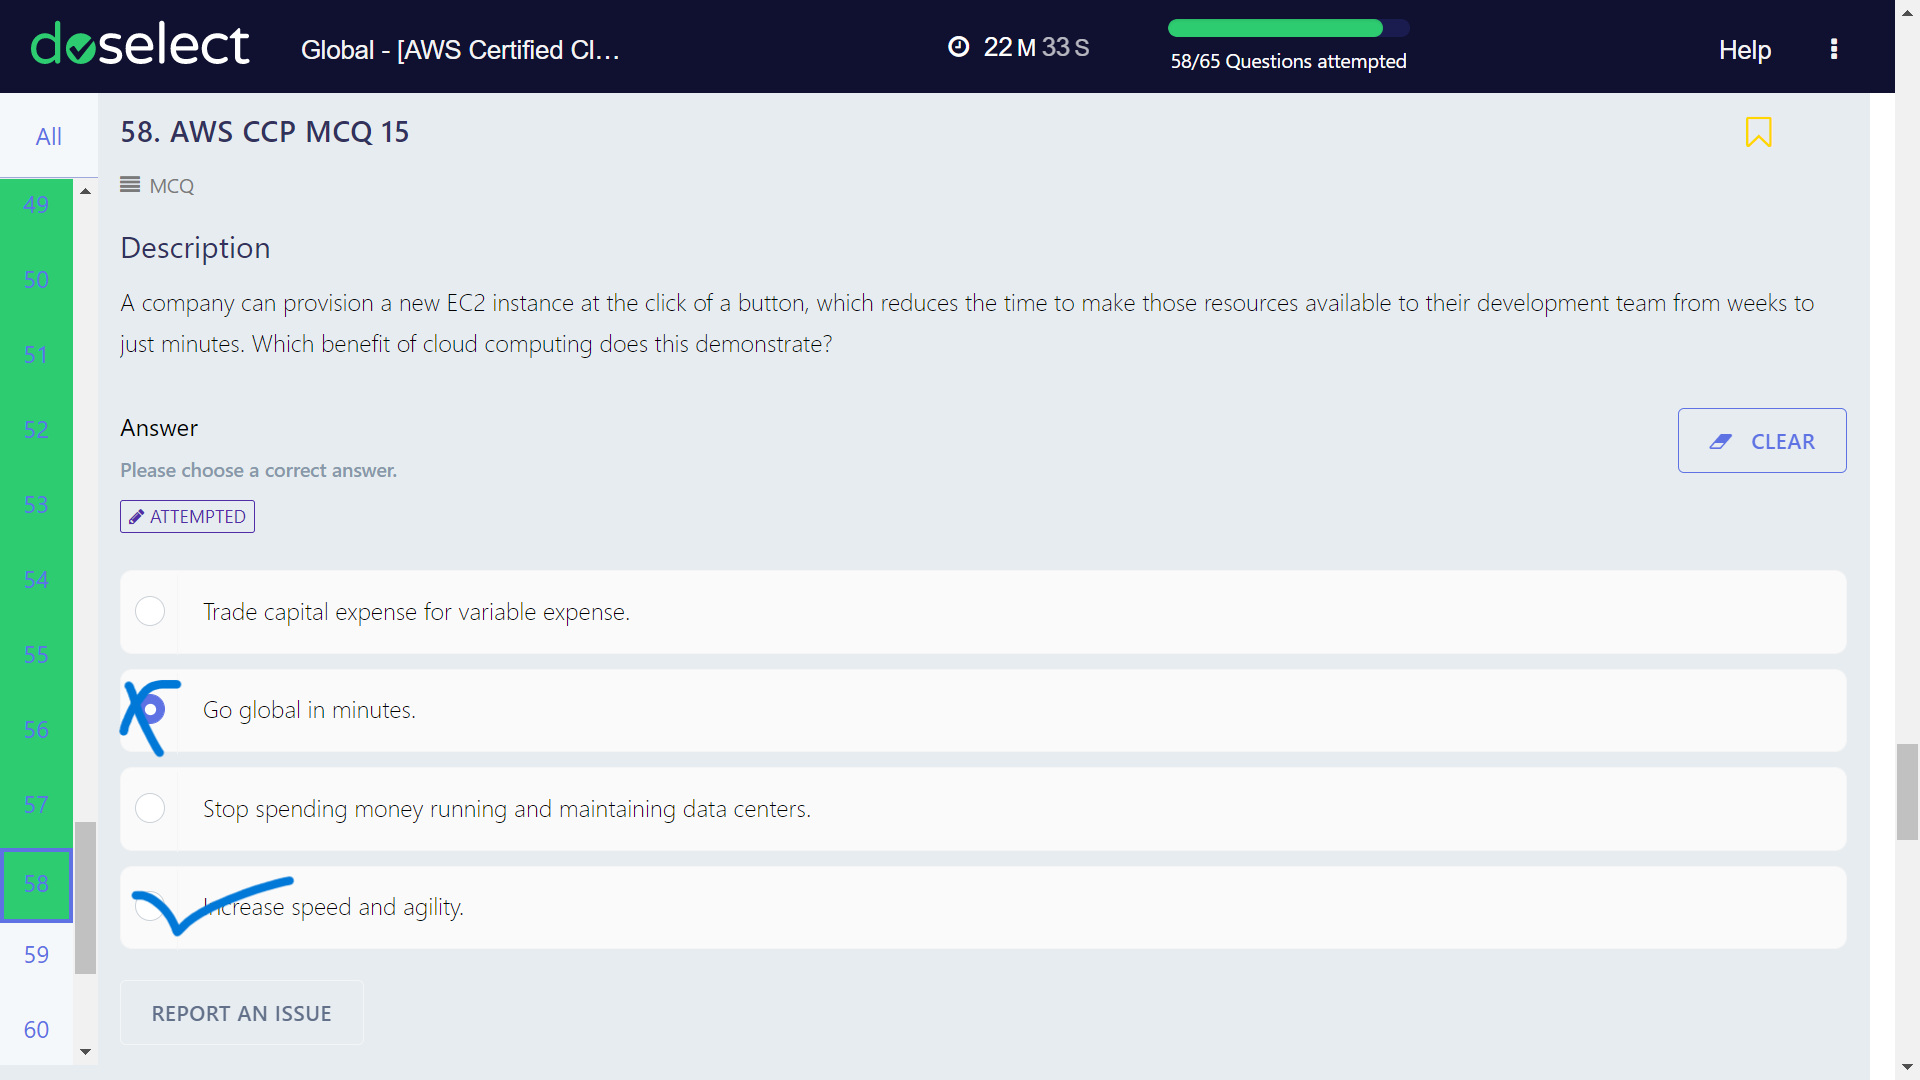 doselect
Global - [AWS Certified Cl...
22 M 33 S
58/65 Questions attempted
Help
All
49
50
51
52
53
54
55
56
57
58
59
60
58. AWS CCP MCQ 15
MCQ
Description
A company can provision a new EC2 instance at the click of a button, which reduces the time to make those resources available to their development team from weeks to
just minutes. Which benefit of cloud computing does this demonstrate?
Answer
CLEAR
Please choose a correct answer.
ATTEMPTED
Trade capital expense for variable expense.
Go global in minutes.
Stop spending money running and maintaining data centers.
Increase speed and agility.
REPORT AN ISSUE